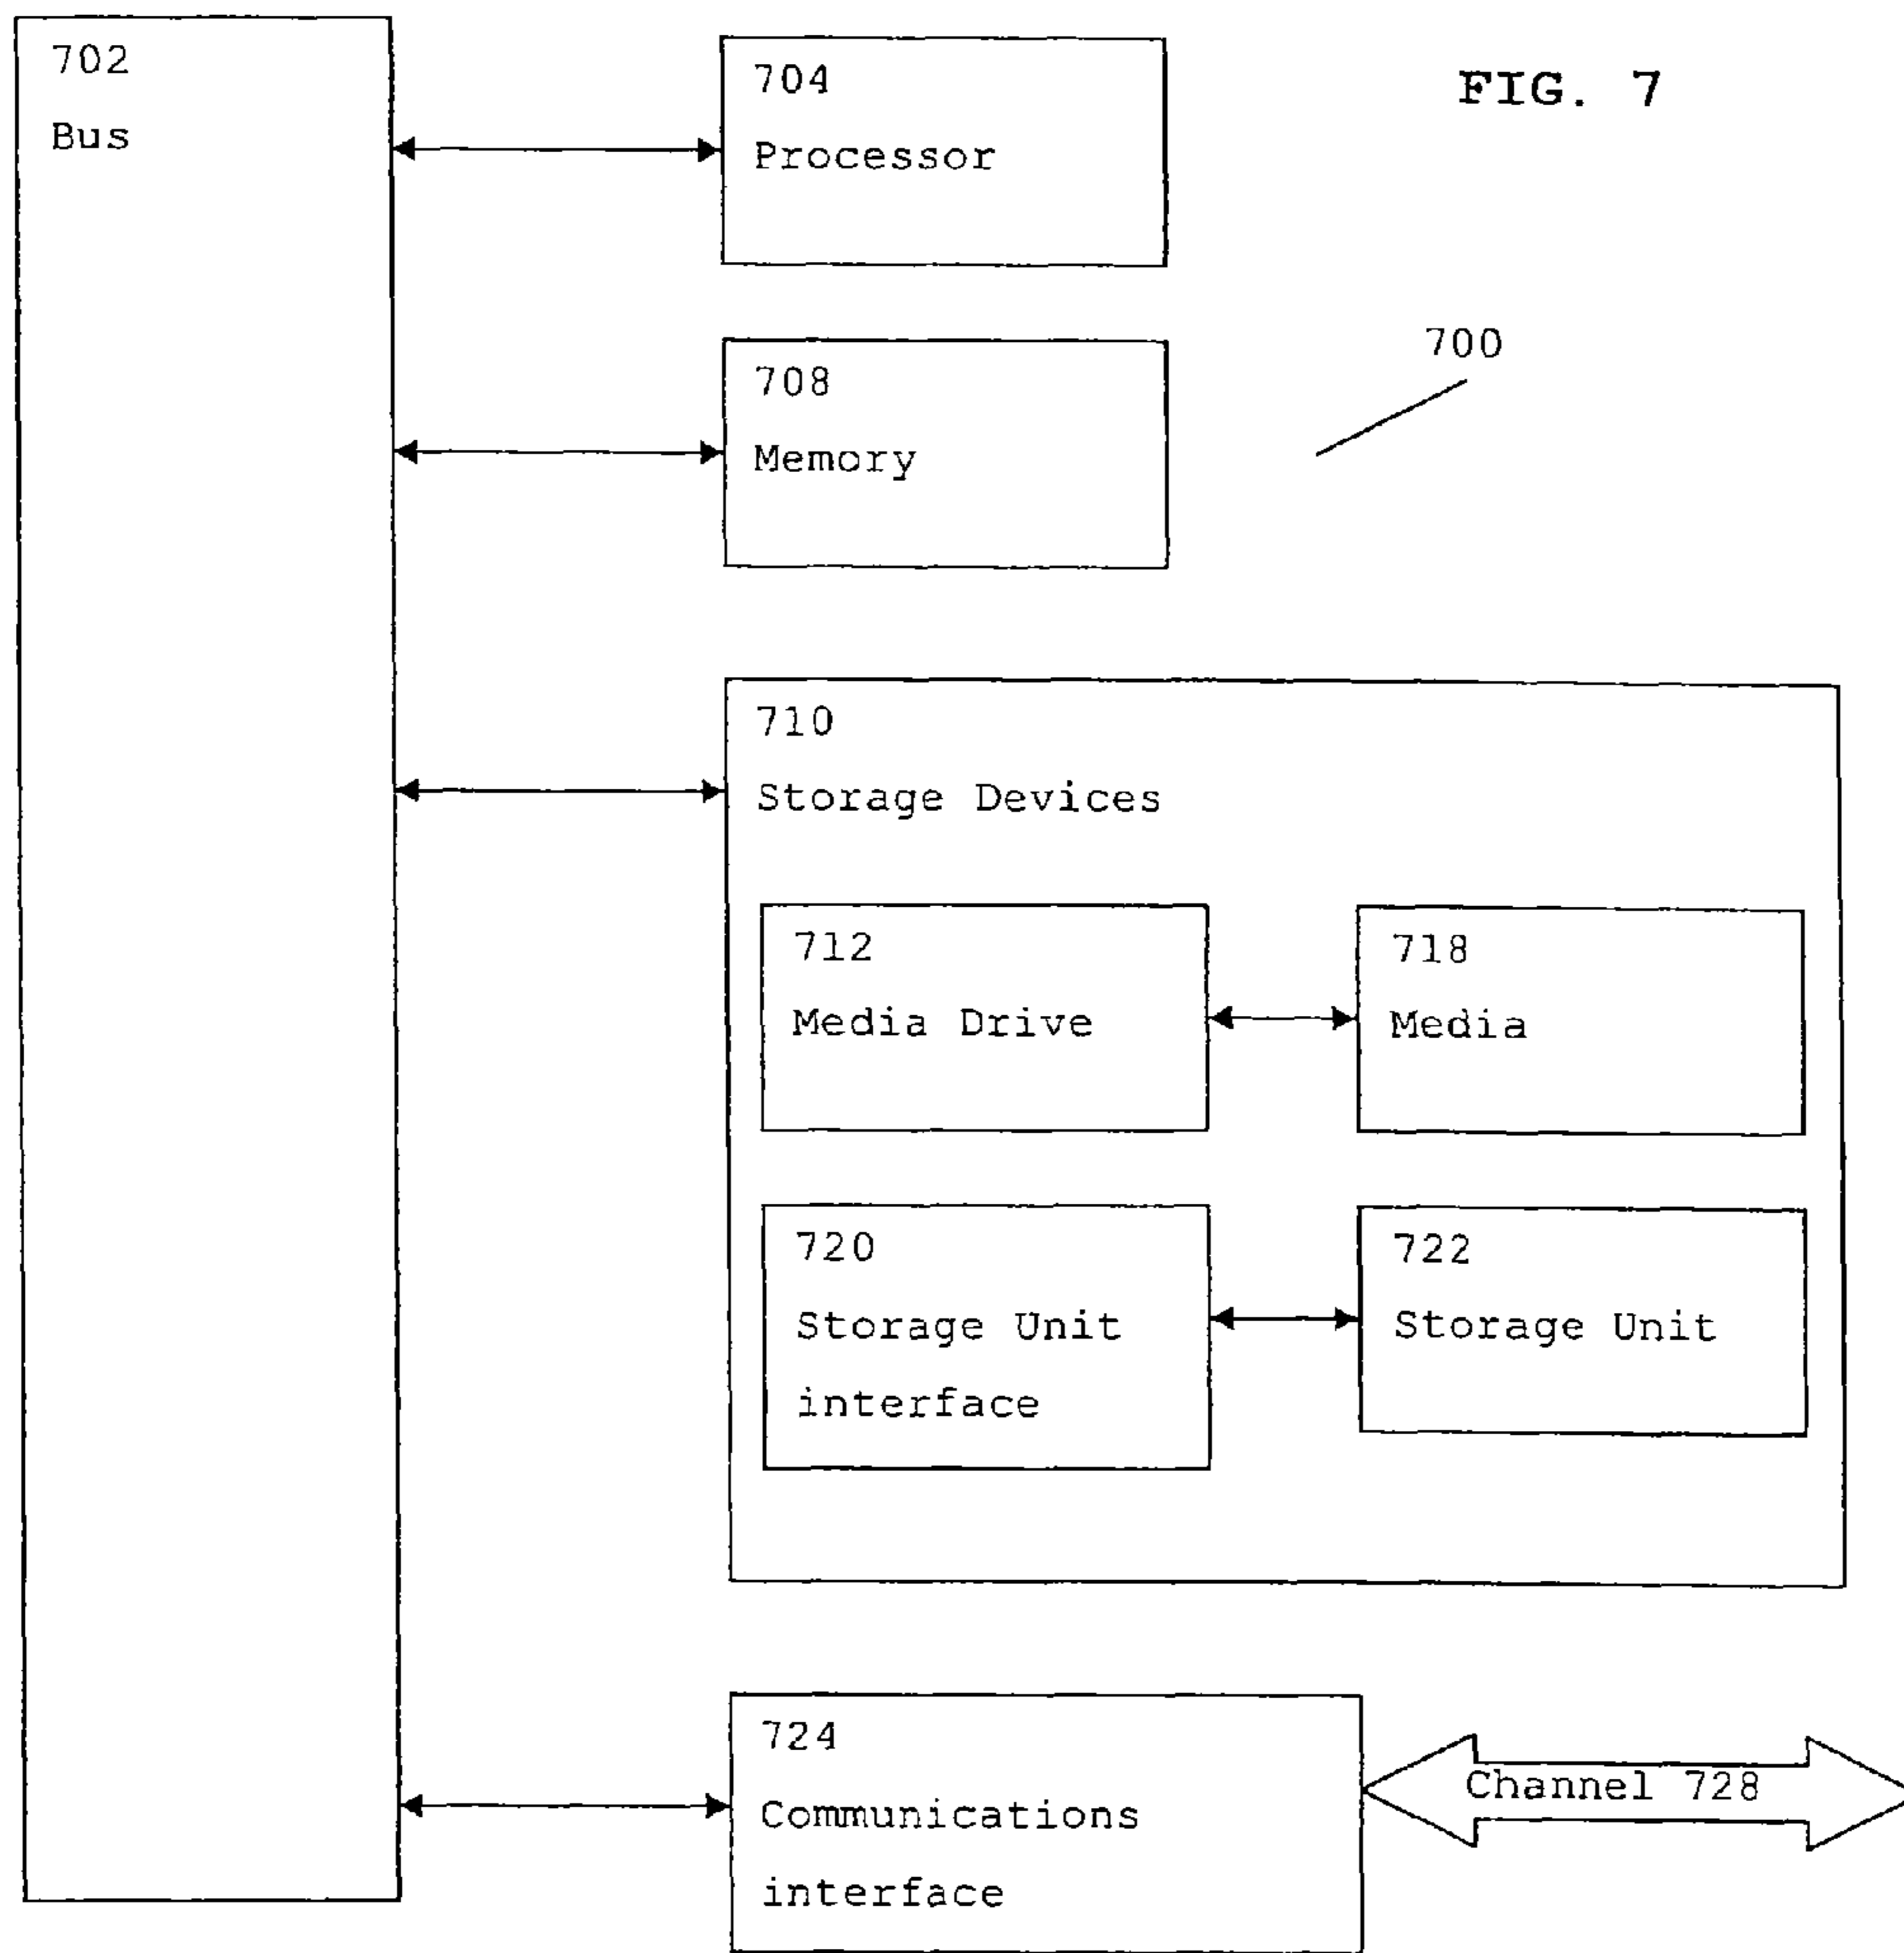 702
Bus
704
Processor
FIG. 7
708
Memory
700
710
Storage Devices
712
Media Drive
718
Media
720
Storage Unit
interface
722
Storage Unit
724
Communications
interface
Channel 728